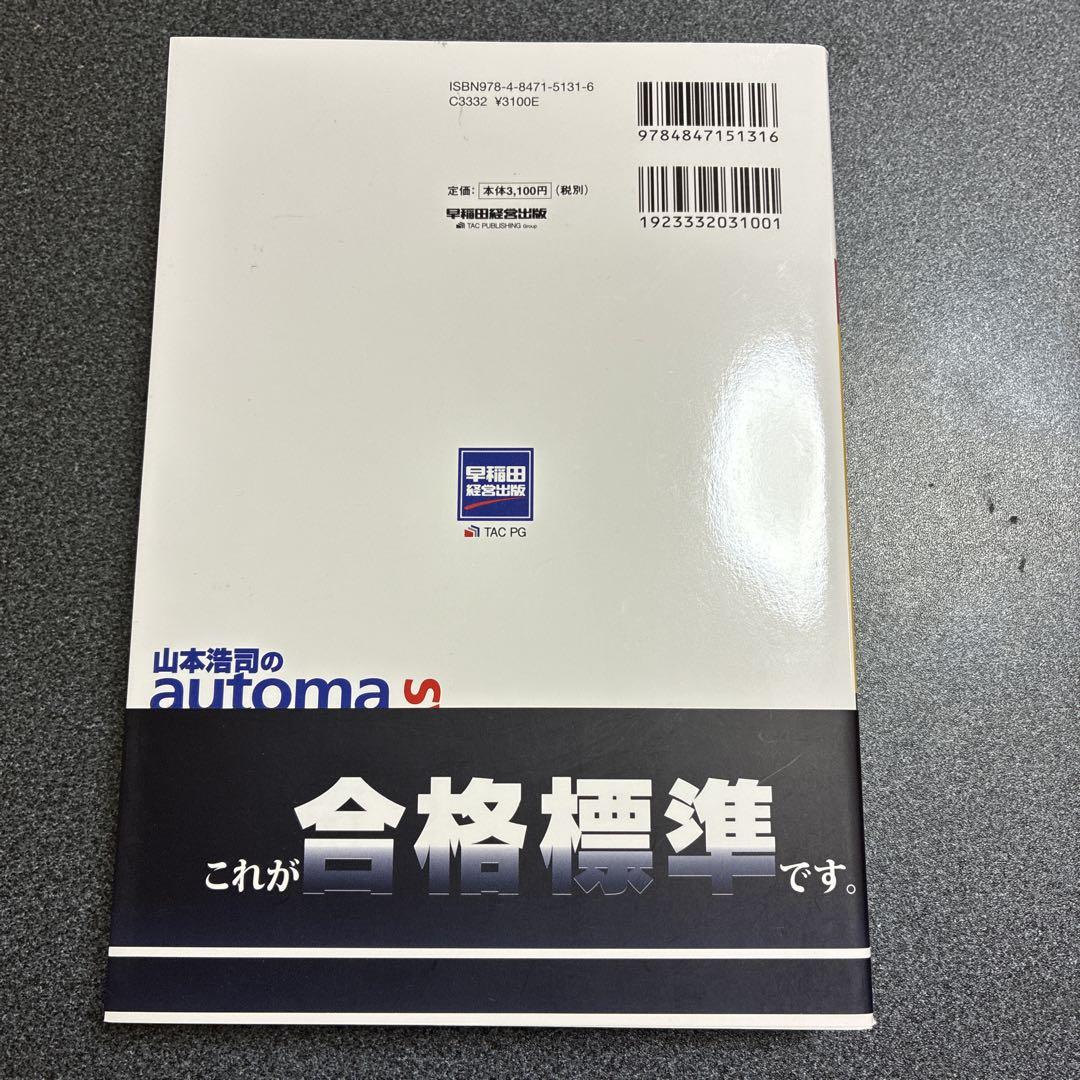 ISBN978-4-8471-5131-6
C3332 ¥3100E
9784847151316
定価: 本体3,100円 (税別)
早稲田経営出版
TAC PUBLISHING Group
1923332031001
早稲田
経営出版
TAC PG
山本浩司の
automa s
これが合格標準です。